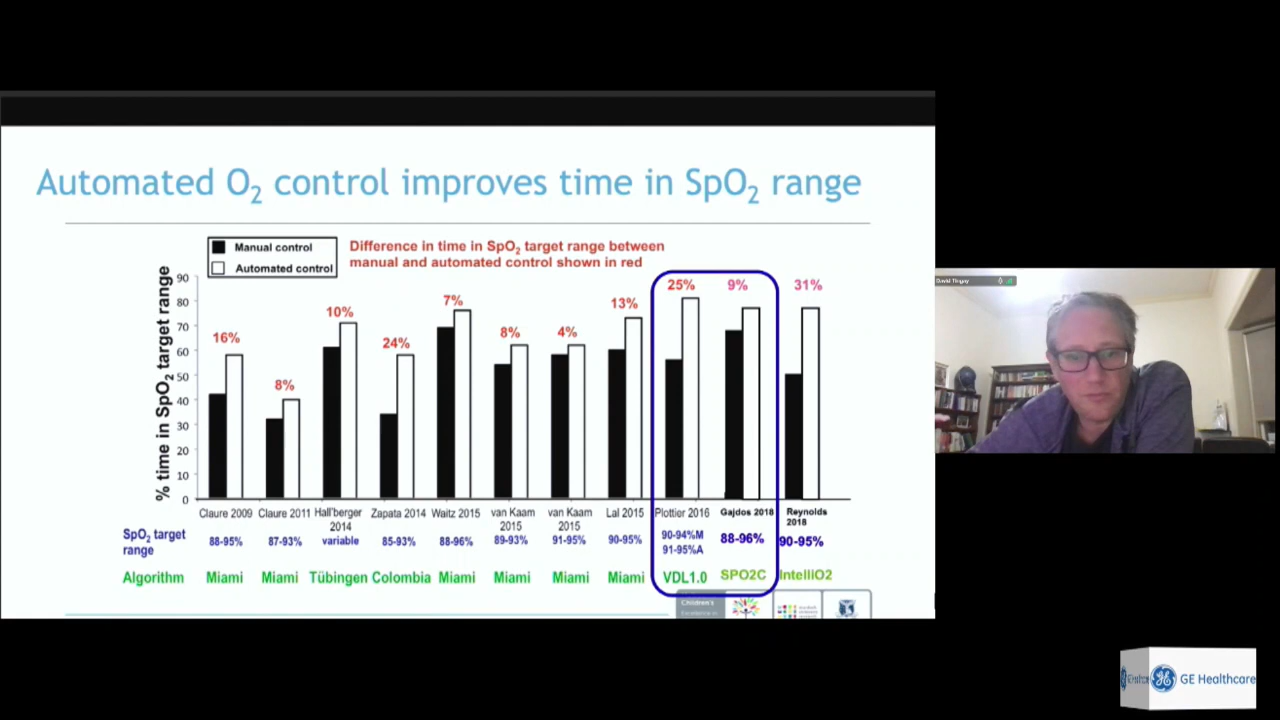 Automated O₂ control improves time in SpO₂ range
Manual control
Automated control
Difference in time in SpO₂ target range between
manual and automated control shown in red
% time in SpO₂ target range
90
80
70
60
50
40
30
20
10
0
16%
8%
10%
24%
7%
8%
4%
13%
25%
9%
31%
Claure 2009
Claure 2011
Hall'berger
2014
Zapata 2014
Waitz 2015
van Kaam
2015
van Kaam
2015
Lal 2015
Plottier 2016
Gajdos 2018
Reynolds
2018
SpO₂ target
range
88-95%
87-93%
variable
85-93%
88-96%
89-93%
91-95%
90-95%
90-94%M
91-95%A
88-96%
90-95%
Algorithm
Miami
Miami
Tübingen
Colombia
Miami
Miami
Miami
Miami
VDL1.0
SPO2C
IntelliO2
Children's
David Tingay
GE Healthcare